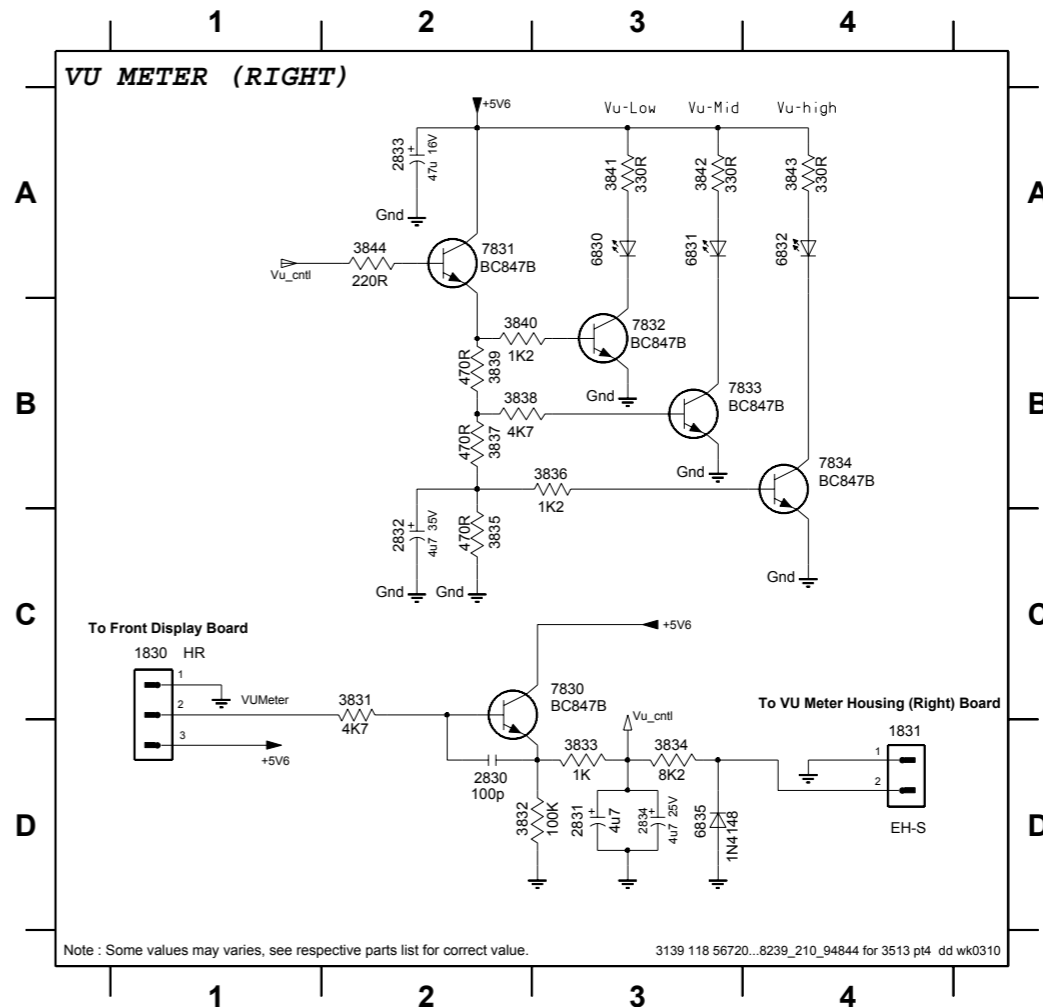 1 2 3 4
VU METER (RIGHT)
+5V6
Vu-Low Vu-Mid Vu-high
A A
2833
+
47u 16V
3841
330R
3842
330R
3843
330R
Gnd
3844
220R
Vu_cntl
7831
BC847B
6830
6831
6832
3840
1K2
7832
BC847B
B B
470R
3839
Gnd
7833
BC847B
3838
4K7
470R
3837
Gnd
7834
BC847B
3836
1K2
2832
+
4u7 35V
470R
3835
Gnd Gnd
Gnd
C C
To Front Display Board
1830 HR
+5V6
1
2
3
VUMeter
+5V6
3831
4K7
7830
BC847B
To VU Meter Housing (Right) Board
1831
1
2
EH-S
Vu_cntl
3833
1K
3834
8K2
2830
100p
D D
3832
100K
2831
+
4u7
2834
+
4u7 25V
6835
1N4148
Note : Some values may varies, see respective parts list for correct value.
3139 118 56720...8239_210_94844 for 3513 pt4 dd wk0310
1 2 3 4